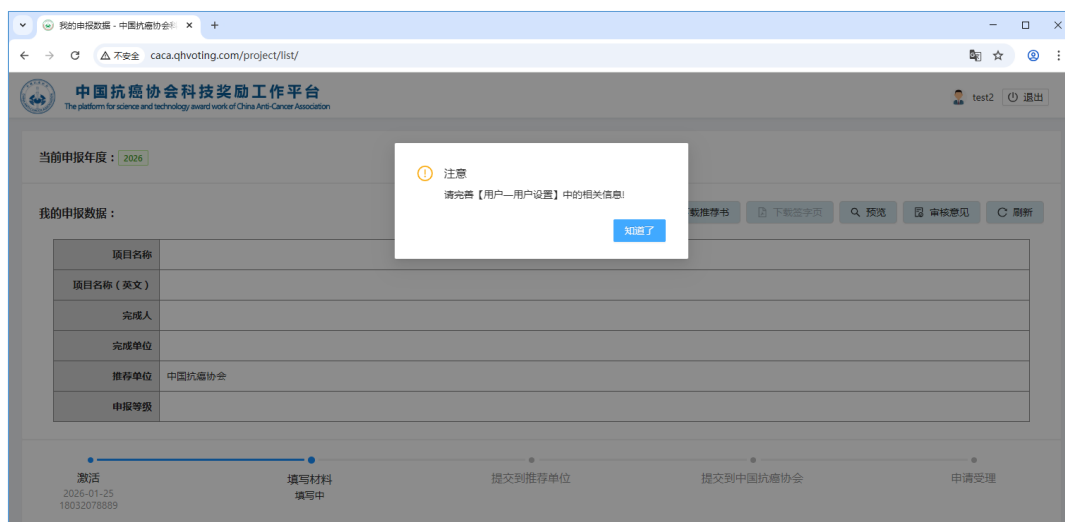 我的申报数据 - 中国抗癌协会科
不安全 caca.qhvoting.com/project/list/
中国抗癌协会科技奖励工作平台
The platform for science and technology award work of China Anti-Cancer Association
test2 退出
当前申报年度： 2026
注意
请完善【用户—用户设置】中的相关信息!
知道了
我的申报数据：
载推荐书 下载签字页 预览 审核意见 刷新
项目名称
项目名称（英文）
完成人
完成单位
推荐单位 中国抗癌协会
申报等级
激活 填写材料 提交到推荐单位 提交到中国抗癌协会 申请受理
2026-01-25 填写中
18032078889